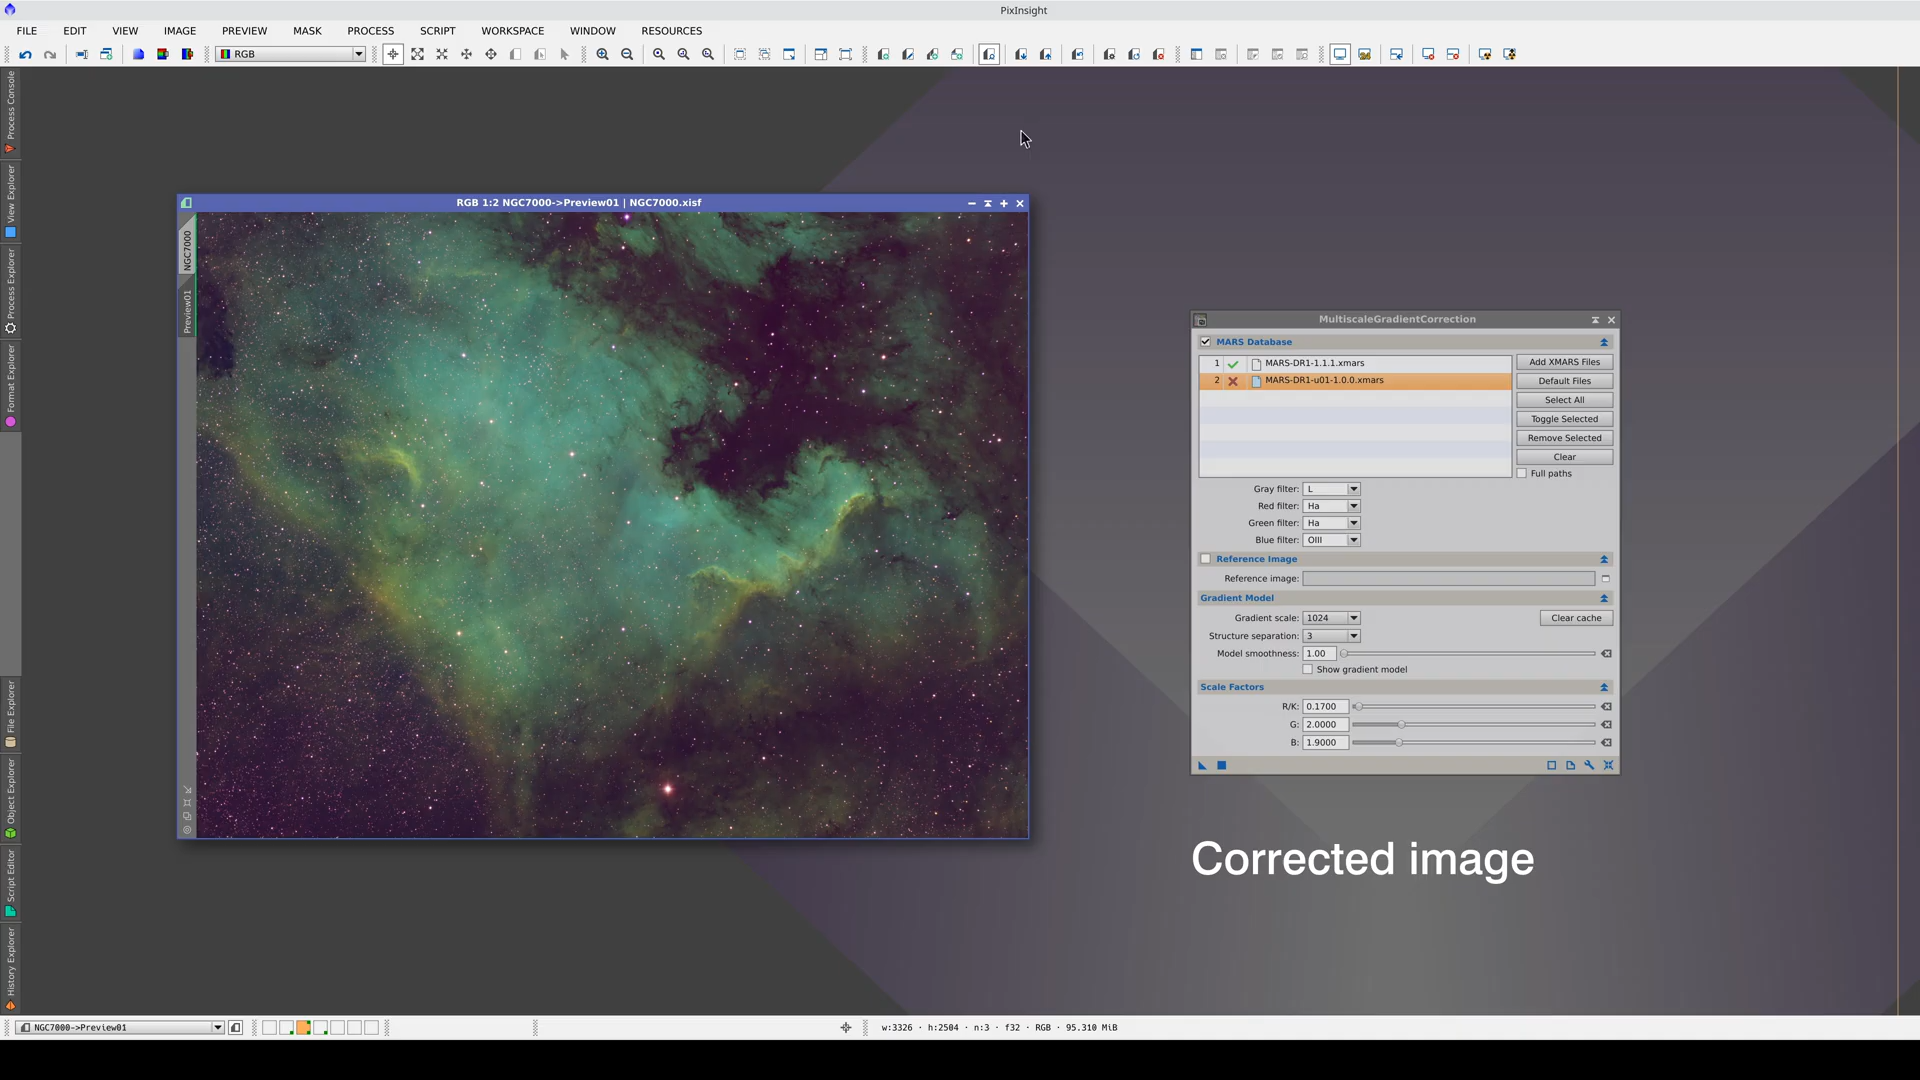 PixInsight
FILE EDIT VIEW IMAGE PREVIEW MASK PROCESS SCRIPT WORKSPACE WINDOW RESOURCES
RGB
Process Console
View Explorer
Process Explorer
Format Explorer
File Explorer
Object Explorer
Script Editor
History Explorer
RGB 1:2 NGC7000->Preview01 | NGC7000.xisf
NGC7000
Preview01
MultiscaleGradientCorrection
MARS Database
1 MARS-DR1-1.1.1.xmars
2 MARS-DR1-u01-1.0.0.xmars
Add XMARS Files
Default Files
Select All
Toggle Selected
Remove Selected
Clear
Full paths
Gray filter: L
Red filter: Ha
Green filter: Ha
Blue filter: OIII
Reference Image
Reference image:
Gradient Model
Gradient scale: 1024 Clear cache
Structure separation: 3
Model smoothness: 1.00
Show gradient model
Scale Factors
R/K: 0.1700
G: 2.0000
B: 1.9000
Corrected image
NGC7000->Preview01
w:3326 · h:2504 · n:3 · f32 · RGB · 95.310 MiB